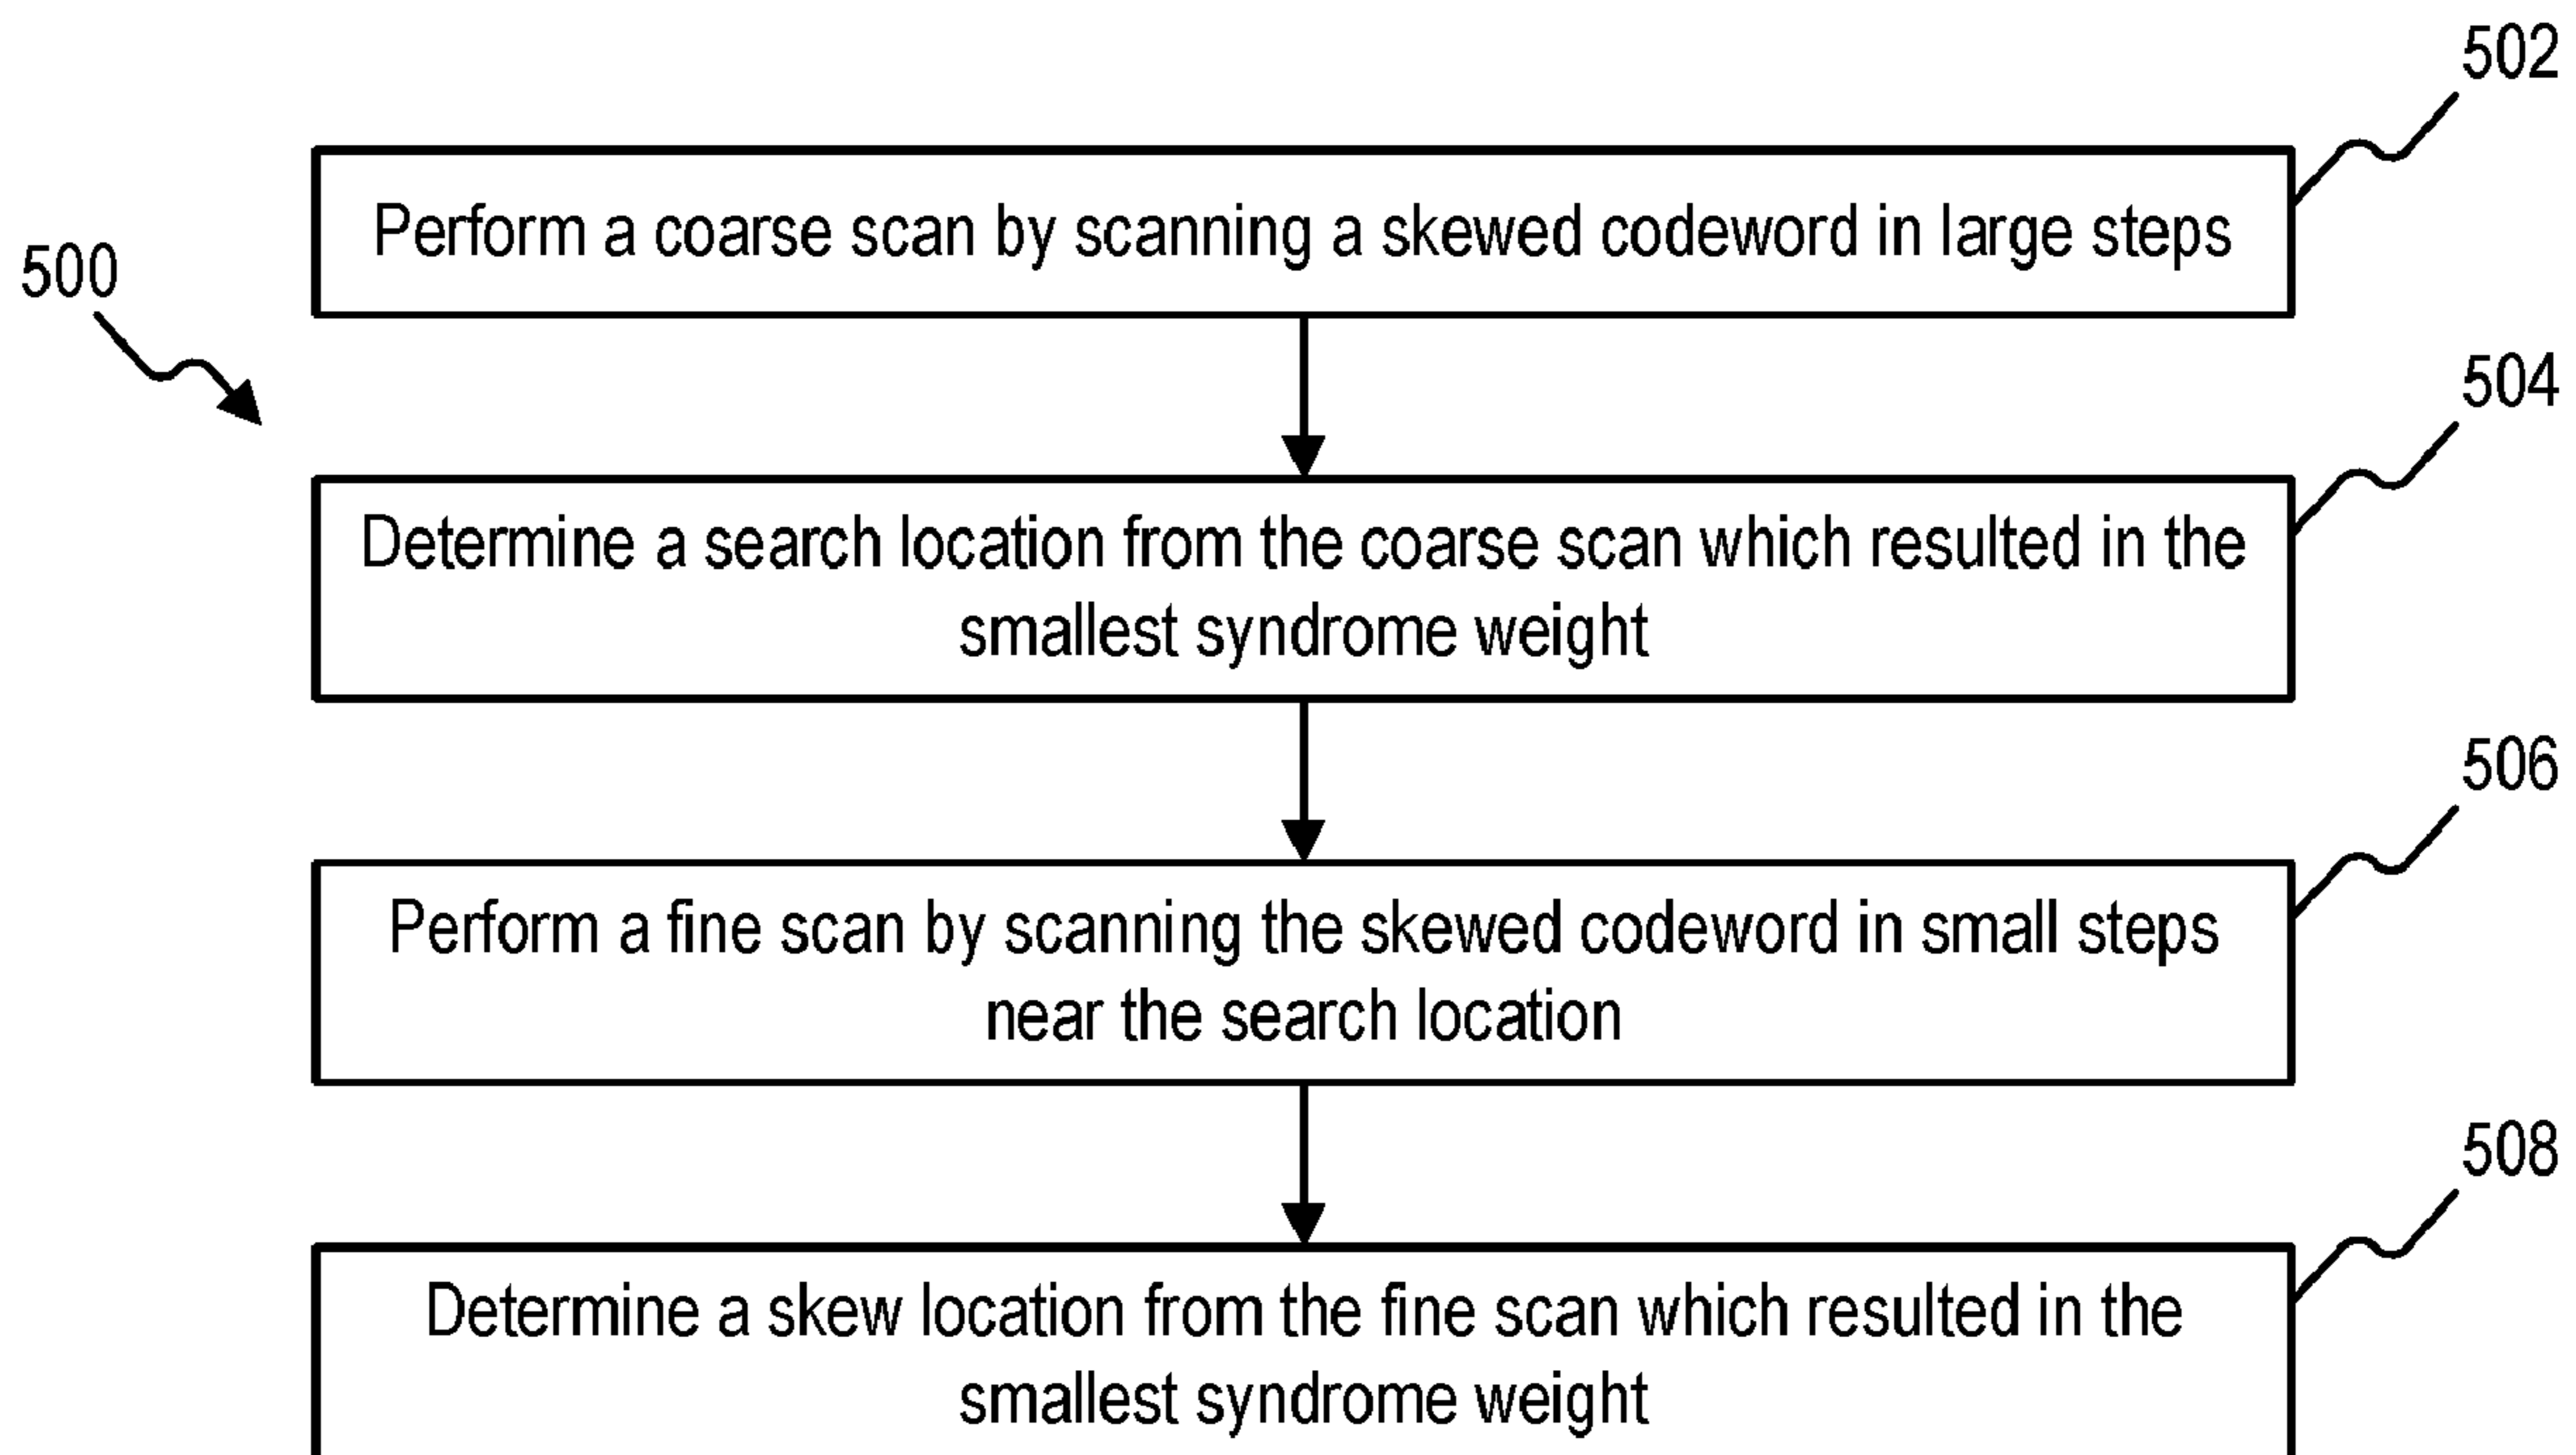 502
Perform a coarse scan by scanning a skewed codeword in large steps
500
504
Determine a search location from the coarse scan which resulted in the
smallest syndrome weight
506
Perform a fine scan by scanning the skewed codeword in small steps
near the search location
508
Determine a skew location from the fine scan which resulted in the
smallest syndrome weight